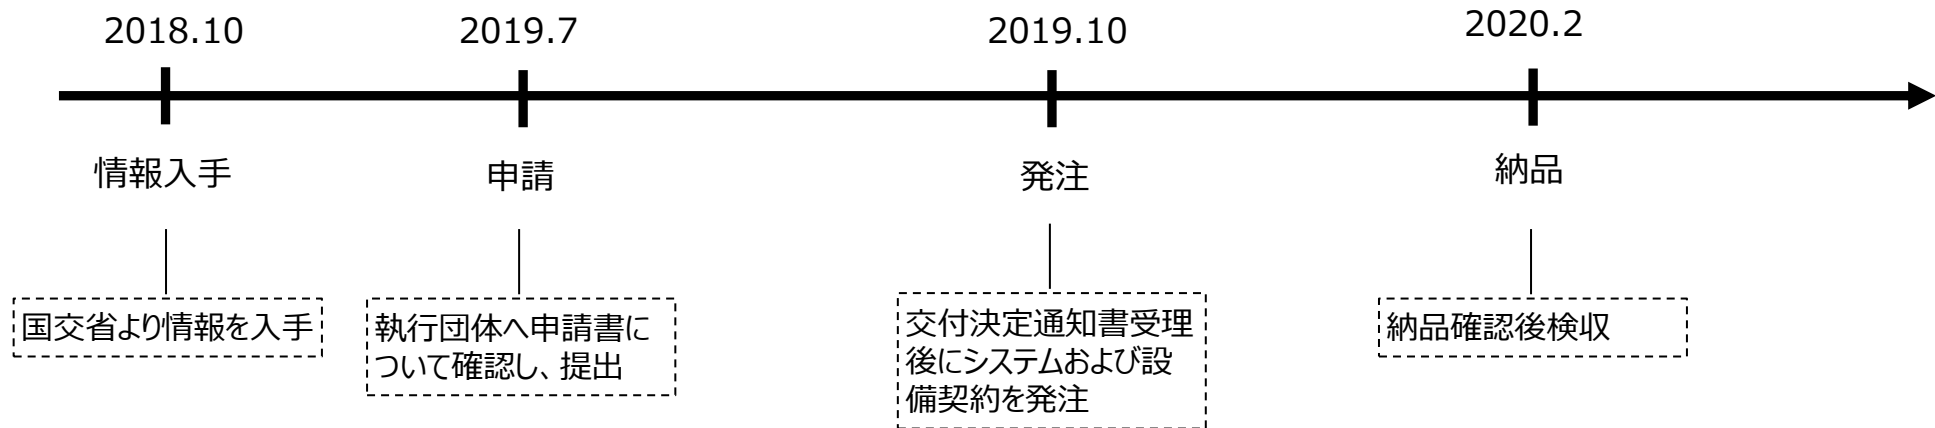 2018.10
2019.7
2019.10
2020.2
情報入手
申請
発注
納品
国交省より情報を入手
執行団体へ申請書に
ついて確認し、提出
交付決定通知書受理
後にシステムおよび設
備契約を発注
納品確認後検収